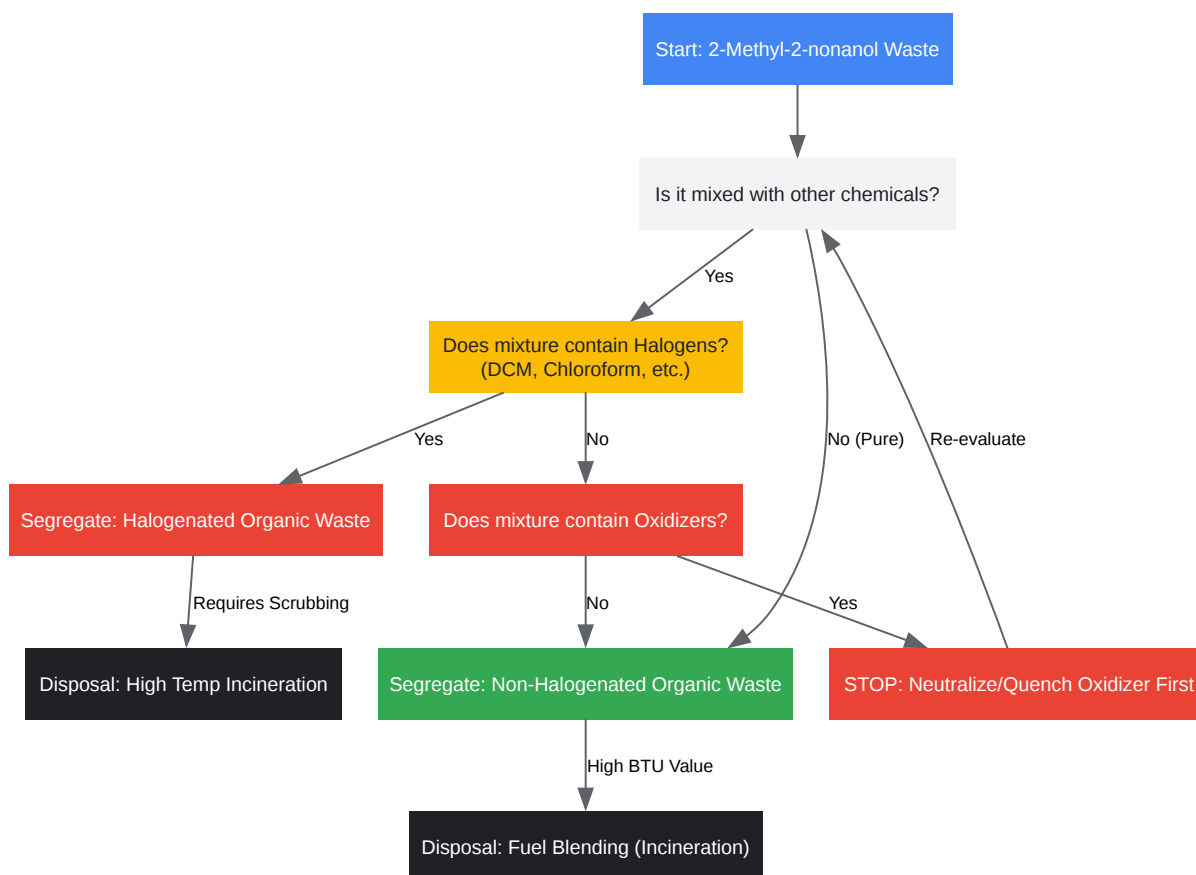 Start: 2-Methyl-2-nonanol Waste
Is it mixed with other chemicals?
Yes
Does mixture contain Halogens?
(DCM, Chloroform, etc.)
Yes
No
No (Pure)
Re-evaluate
Segregate: Halogenated Organic Waste
Does mixture contain Oxidizers?
Requires Scrubbing
No
Yes
Disposal: High Temp Incineration
Segregate: Non-Halogenated Organic Waste
STOP: Neutralize/Quench Oxidizer First
High BTU Value
Disposal: Fuel Blending (Incineration)